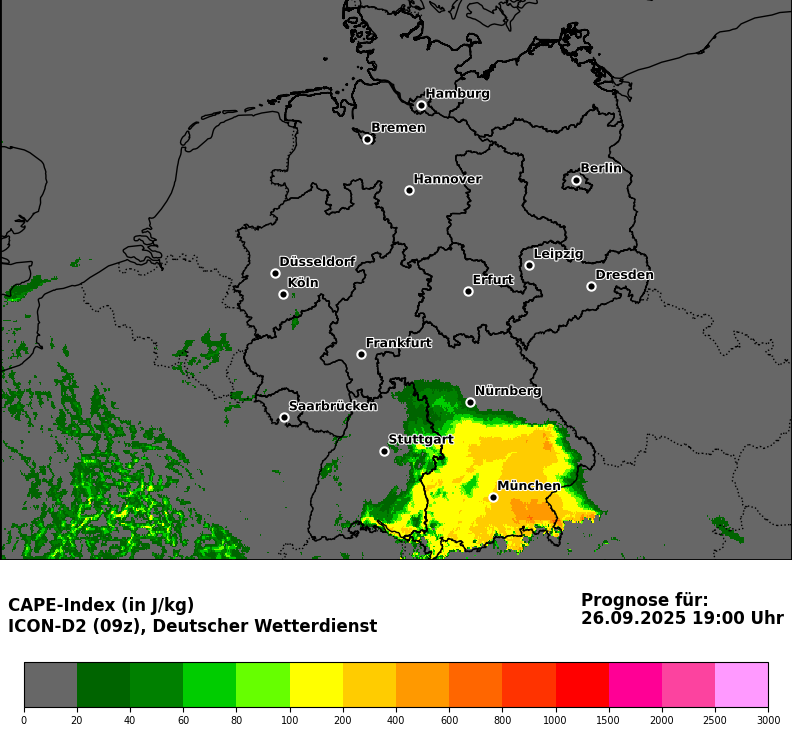 Hamburg
Bremen
Berlin
Hannover
Leipzig
Düsseldorf
Dresden
Köln
Erfurt
Frankfurt
Nürnberg
Saarbrücken
Stuttgart
München
CAPE-Index (in J/kg)
ICON-D2 (09z), Deutscher Wetterdienst
Prognose für:
26.09.2025 19:00 Uhr
0 20 40 60 80 100 200 400 600 800 1000 1500 2000 2500 3000